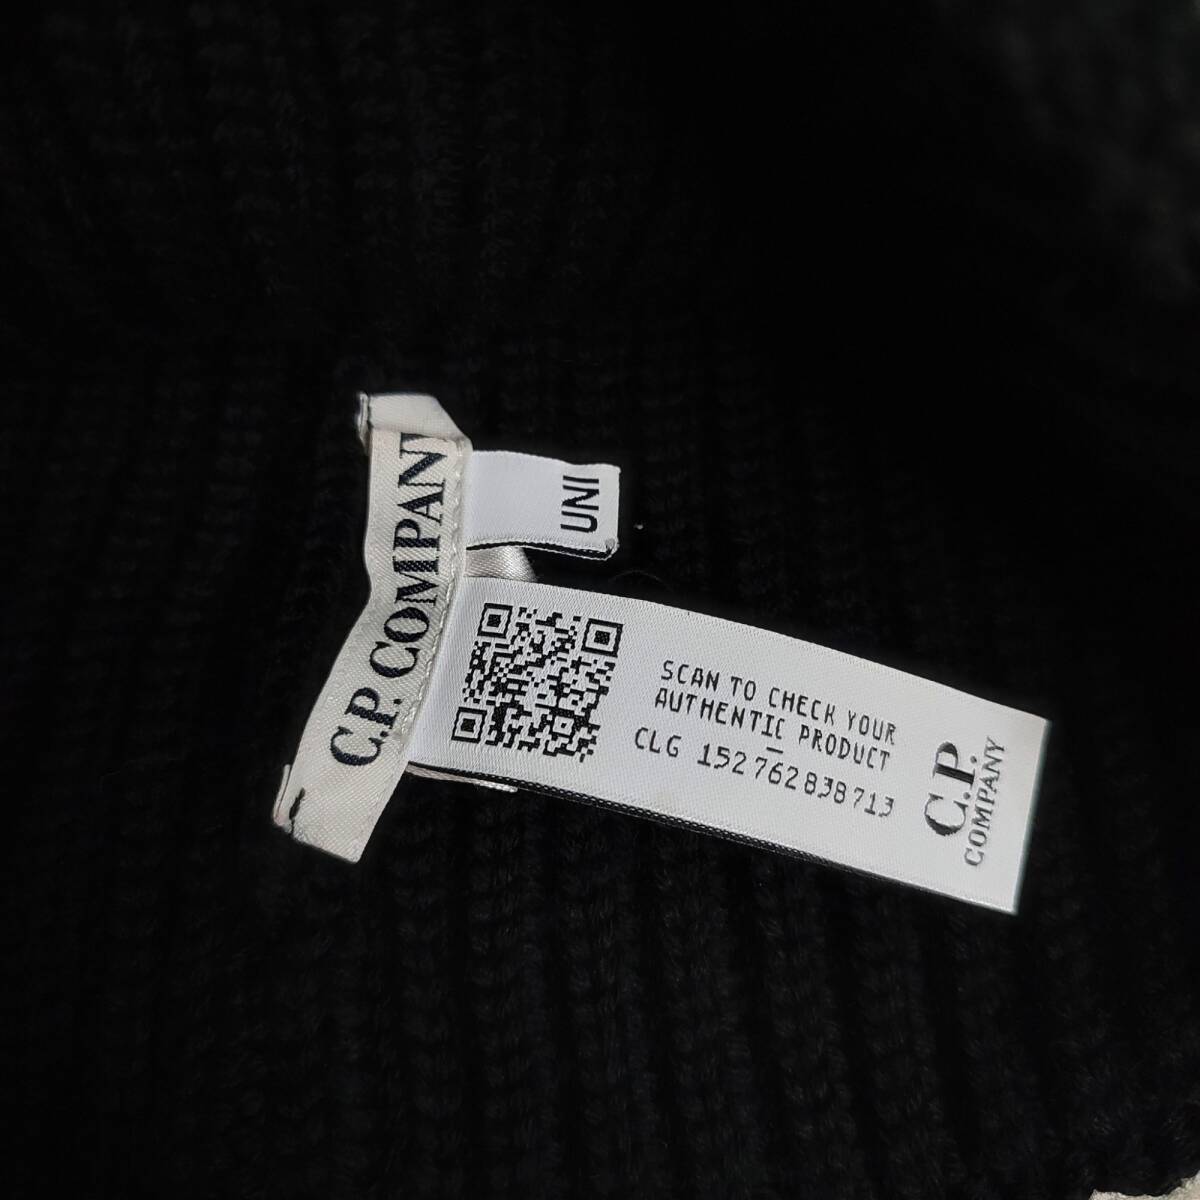 C.P. COMPANY
UNI
SCAN TO CHECK YOUR
AUTHENTIC PRODUCT
CLG 152762838713
C.P.
COMPANY